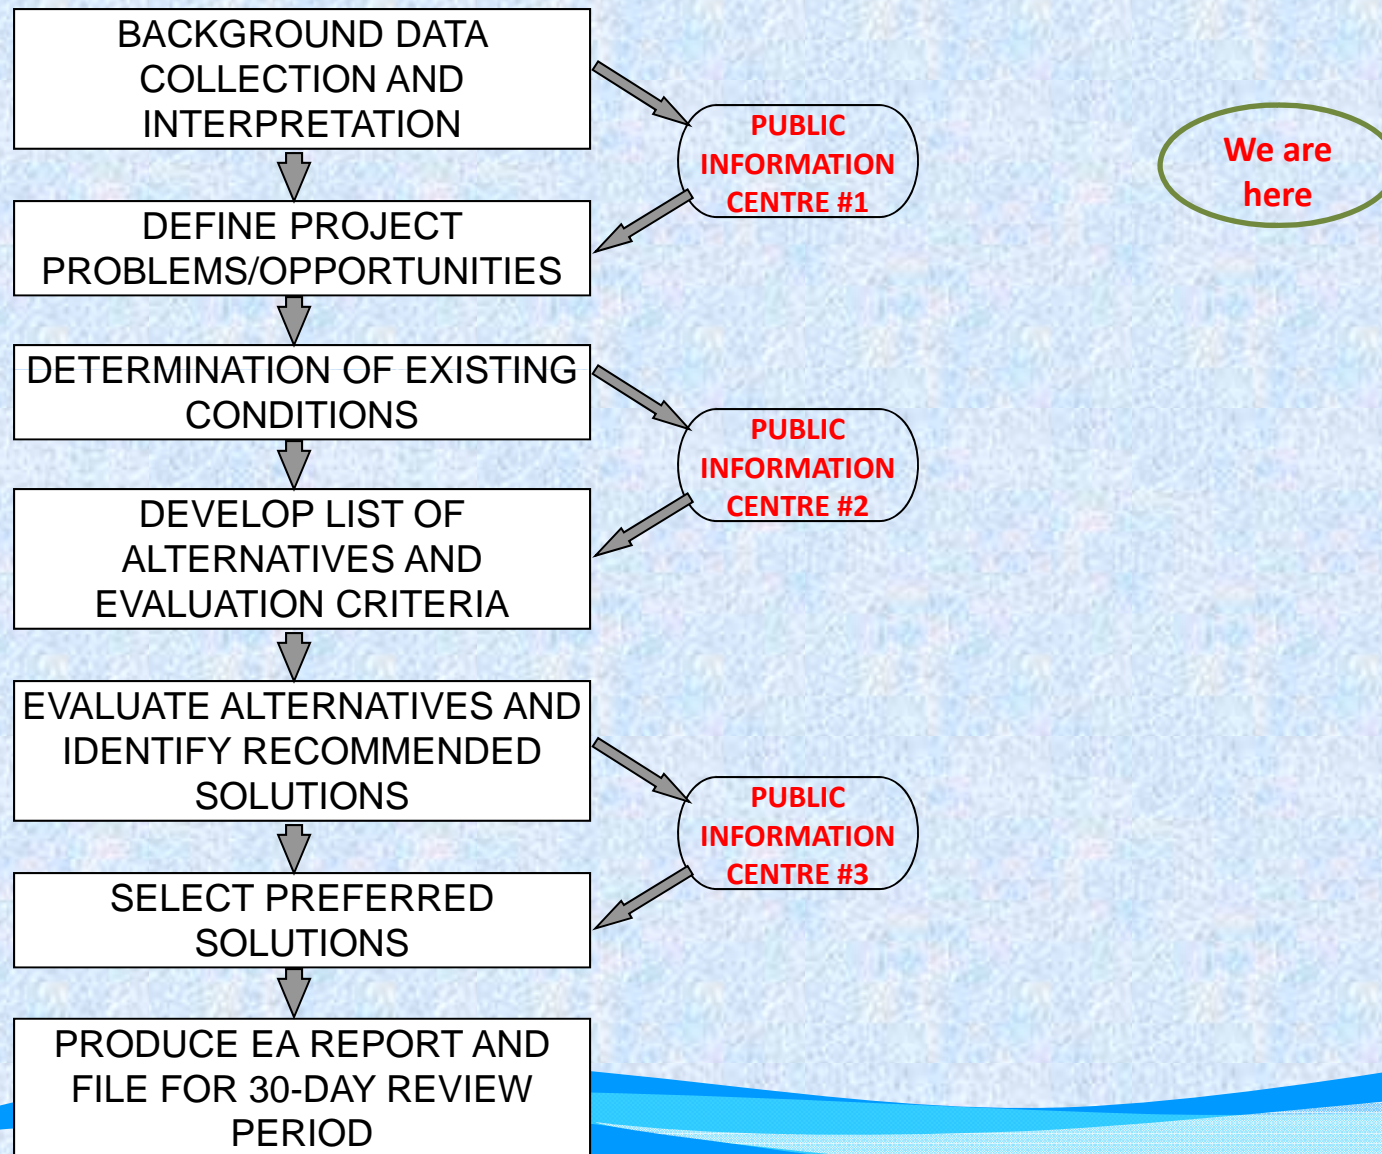 BACKGROUND DATA
COLLECTION AND
INTERPRETATION
PUBLIC
INFORMATION
CENTRE #1
We are
here
DEFINE PROJECT
PROBLEMS/OPPORTUNITIES
DETERMINATION OF EXISTING
CONDITIONS
PUBLIC
INFORMATION
CENTRE #2
DEVELOP LIST OF
ALTERNATIVES AND
EVALUATION CRITERIA
EVALUATE ALTERNATIVES AND
IDENTIFY RECOMMENDED
SOLUTIONS
PUBLIC
INFORMATION
CENTRE #3
SELECT PREFERRED
SOLUTIONS
PRODUCE EA REPORT AND
FILE FOR 30-DAY REVIEW
PERIOD